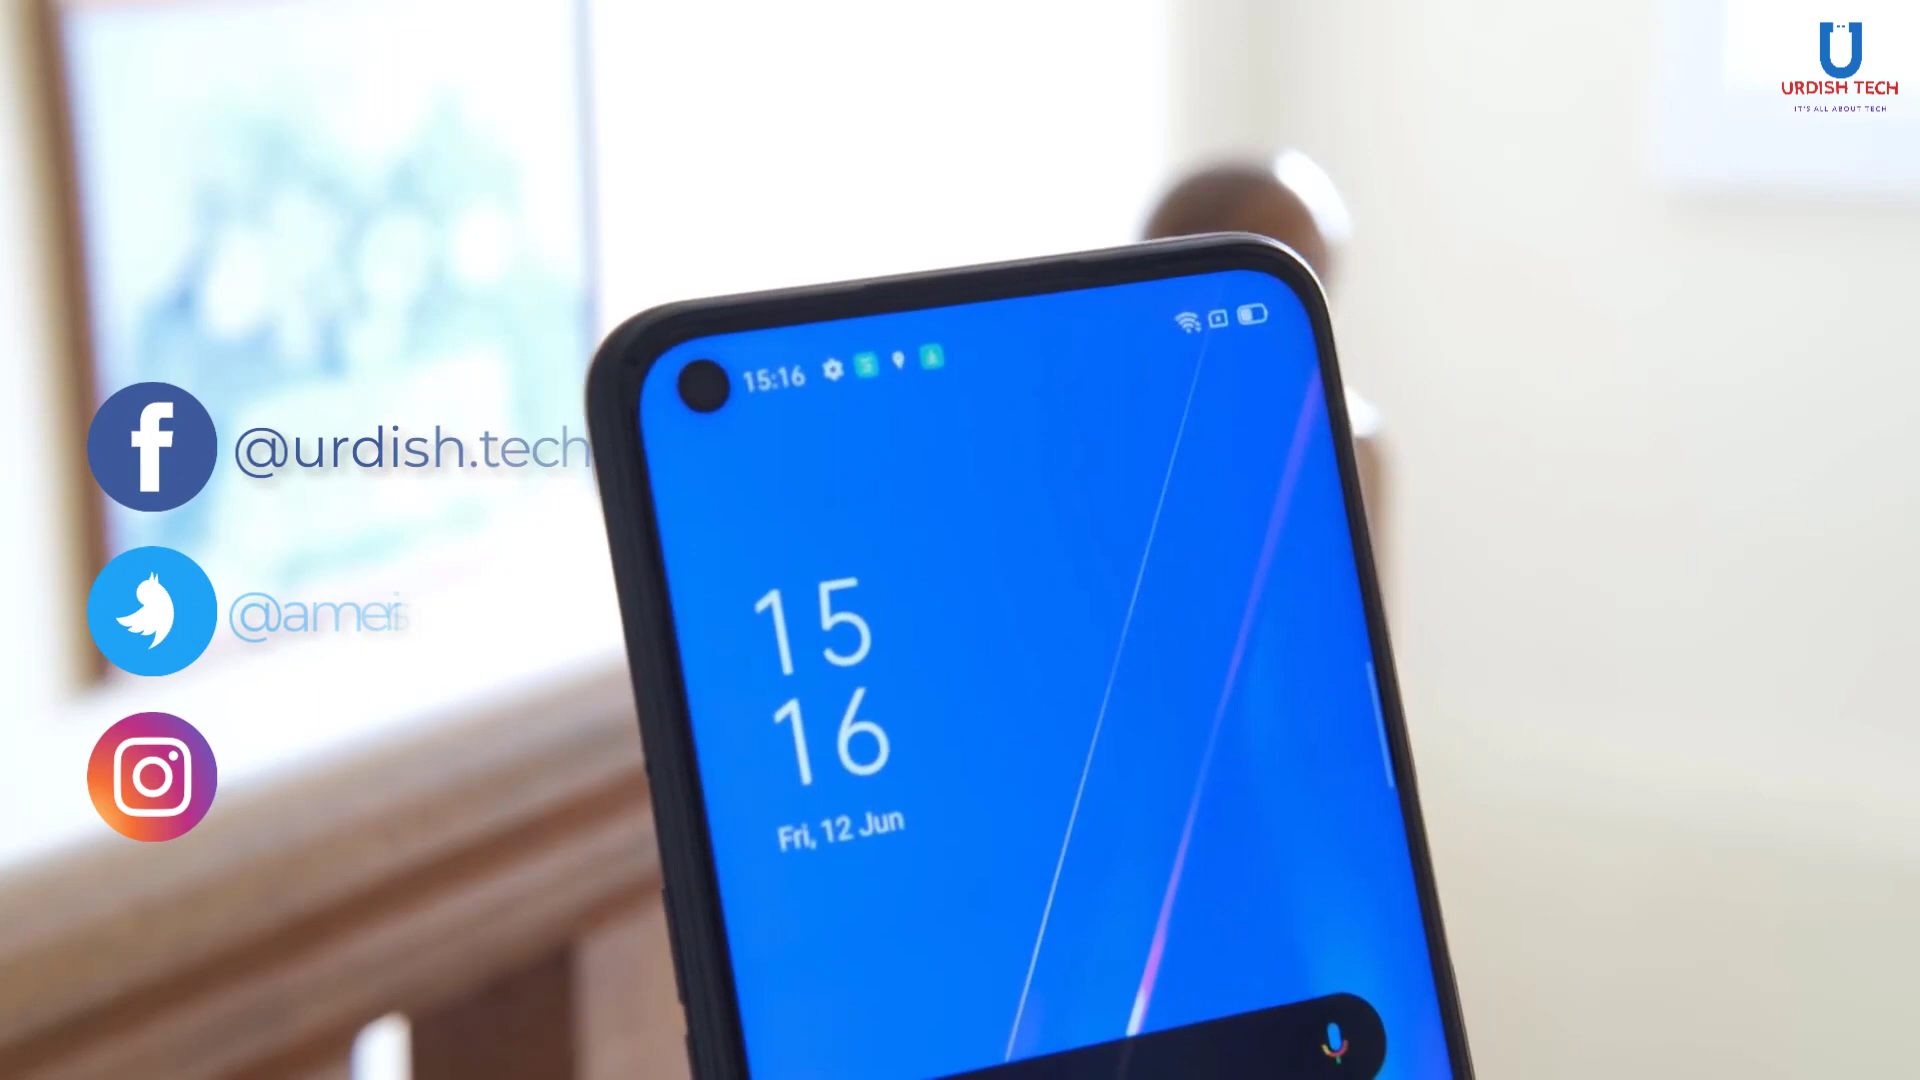 URDISH TECH
IT'S ALL ABOUT TECH
15:16
@urdish.tech
15
16
Fri, 12 Jun